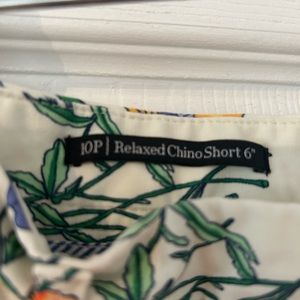 10P | Relaxed Chino Short 6"